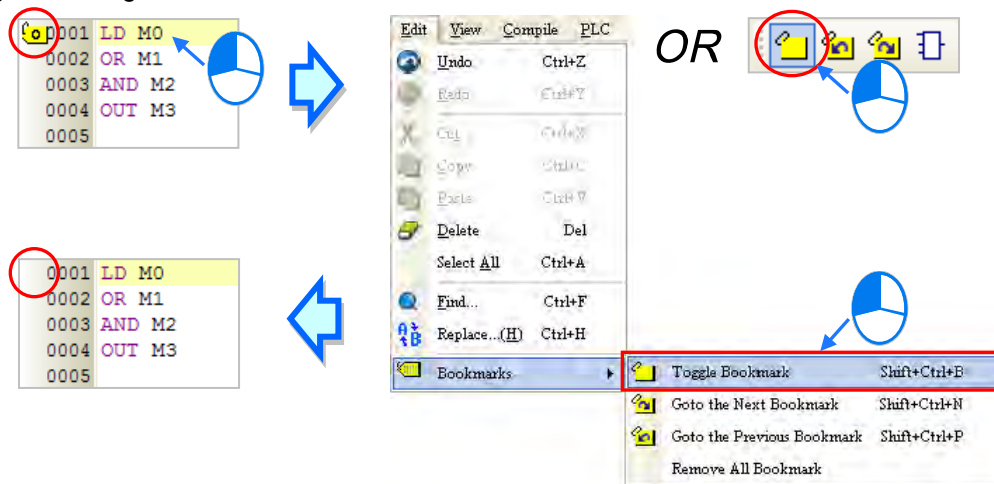 0001 LD M0
0002 OR M1
0003 AND M2
0004 OUT M3
0005
Edit View Compile PLC
Undo Ctrl+Z
Redo Ctrl+Y
Cut Ctrl+X
Copy Ctrl+C
Paste Ctrl+V
Delete Del
Select All Ctrl+A
Find... Ctrl+F
Replace...(H) Ctrl+H
Bookmarks
OR
Toggle Bookmark Shift+Ctrl+B
Goto the Next Bookmark Shift+Ctrl+N
Goto the Previous Bookmark Shift+Ctrl+P
Remove All Bookmark
0001 LD M0
0002 OR M1
0003 AND M2
0004 OUT M3
0005